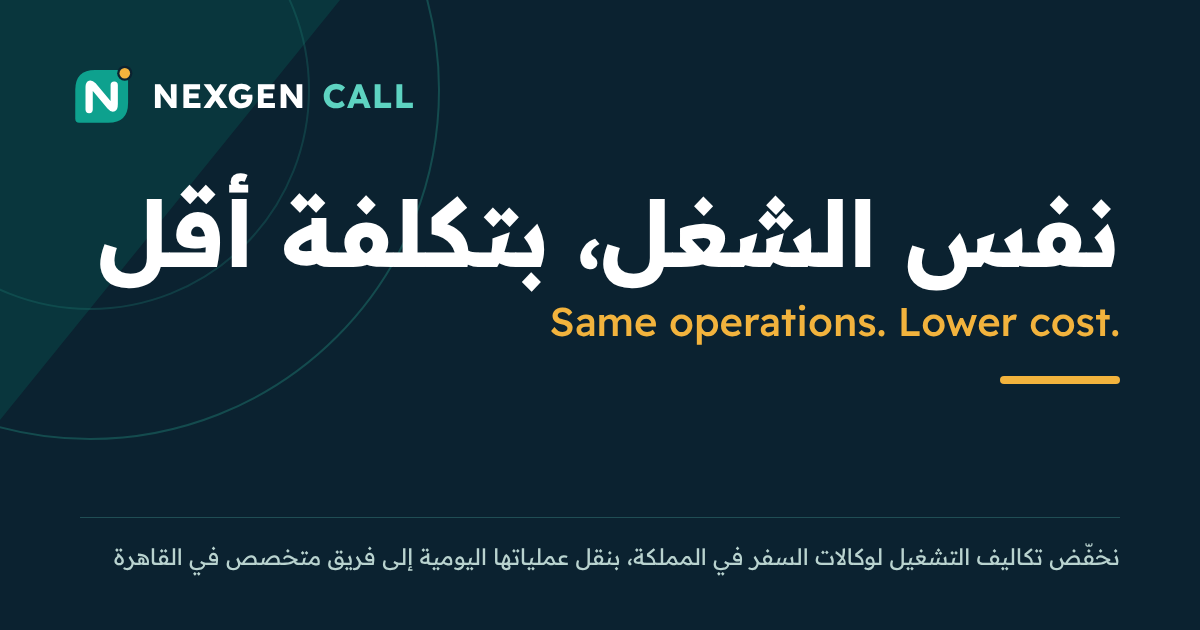 NEXGEN CALL
نفس الشغل، بتكلفة أقل
Same operations. Lower cost.
نخفّض تكاليف التشغيل لوكالات السفر في المملكة، بنقل عملياتها اليومية إلى فريق متخصص في القاهرة